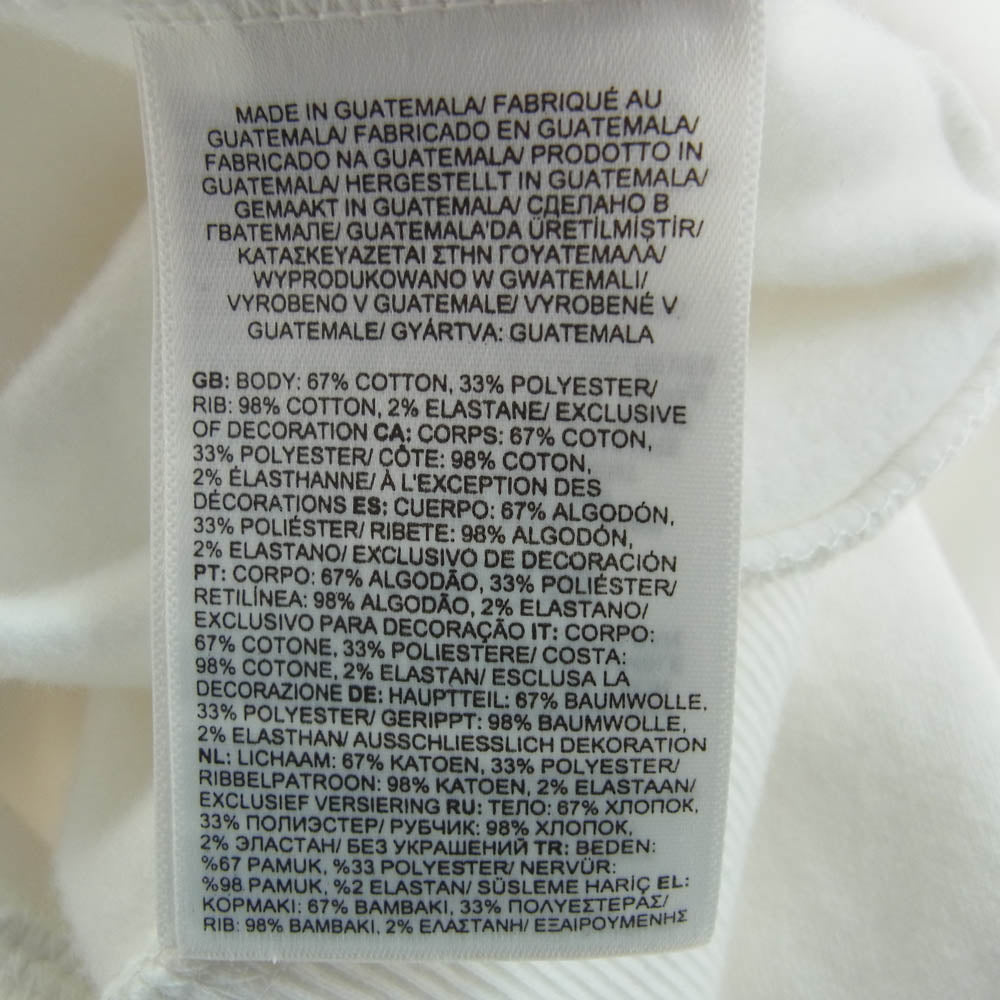 MADE IN GUATEMALA/ FABRIQUÉ AU
GUATEMALA/ FABRICADO EN GUATEMALA/
FABRICADO NA GUATEMALA/ PRODOTTO IN
GUATEMALA/ HERGESTELLT IN GUATEMALA/
GEMAAKT IN GUATEMALA/ СДЕЛАНО В
ГВАТЕМАЛЕ/ GUATEMALA'DA ÜRETİLMİŞTİR/
ΚΑΤΑΣΚΕΥΑΖΕΤΑΙ ΣΤΗΝ ΓΟΥΑΤΕΜΑΛΑ/
WYPRODUKOWANO W GWATEMALI/
VYROBENO V GUATEMALE/ VYROBENÉ V
GUATEMALE/ GYÁRTVA: GUATEMALA
GB: BODY: 67% COTTON, 33% POLYESTER/
RIB: 98% COTTON, 2% ELASTANE/ EXCLUSIVE
OF DECORATION CA: CORPS: 67% COTON,
33% POLYESTER/ CÔTE: 98% COTON,
2% ÉLASTHANNE/ À L'EXCEPTION DES
DÉCORATIONS ES: CUERPO: 67% ALGODÓN,
33% POLIÉSTER/ RIBETE: 98% ALGODÓN,
2% ELASTANO/ EXCLUSIVO DE DECORACIÓN
PT: CORPO: 67% ALGODÃO, 33% POLIÉSTER/
RETILÍNEA: 98% ALGODÃO, 2% ELASTANO/
EXCLUSIVO PARA DECORAÇÃO IT: CORPO:
67% COTONE, 33% POLIESTERE/ COSTA:
98% COTONE, 2% ELASTAN/ ESCLUSA LA
DECORAZIONE DE: HAUPTTEIL: 67% BAUMWOLLE,
33% POLYESTER/ GERIPPT: 98% BAUMWOLLE,
2% ELASTHAN/ AUSSCHLIESSLICH DEKORATION
NL: LICHAAM: 67% KATOEN, 33% POLYESTER/
RIBBELPATROON: 98% KATOEN, 2% ELASTAAN/
EXCLUSIEF VERSIERING RU: ТЕЛО: 67% ХЛОПОК,
33% ПОЛИЭСТЕР/ РУБЧИК: 98% ХЛОПОК,
2% ЭЛАСТАН/ БЕЗ УКРАШЕНИЙ TR: BEDEN:
%67 PAMUK, %33 POLYESTER/ NERVÜR:
%98 PAMUK, %2 ELASTAN/ SÜSLEME HARİÇ EL:
ΚΟΡΜΑΚΙ: 67% ΒΑΜΒΑΚΙ, 33% ΠΟΛΥΕΣΤΕΡΑΣ/
RIB: 98% ΒΑΜΒΑΚΙ, 2% ΕΛΑΣΤΑΝΗ/ ΕΞΑΙΡΟΥΜΕΝΗΣ